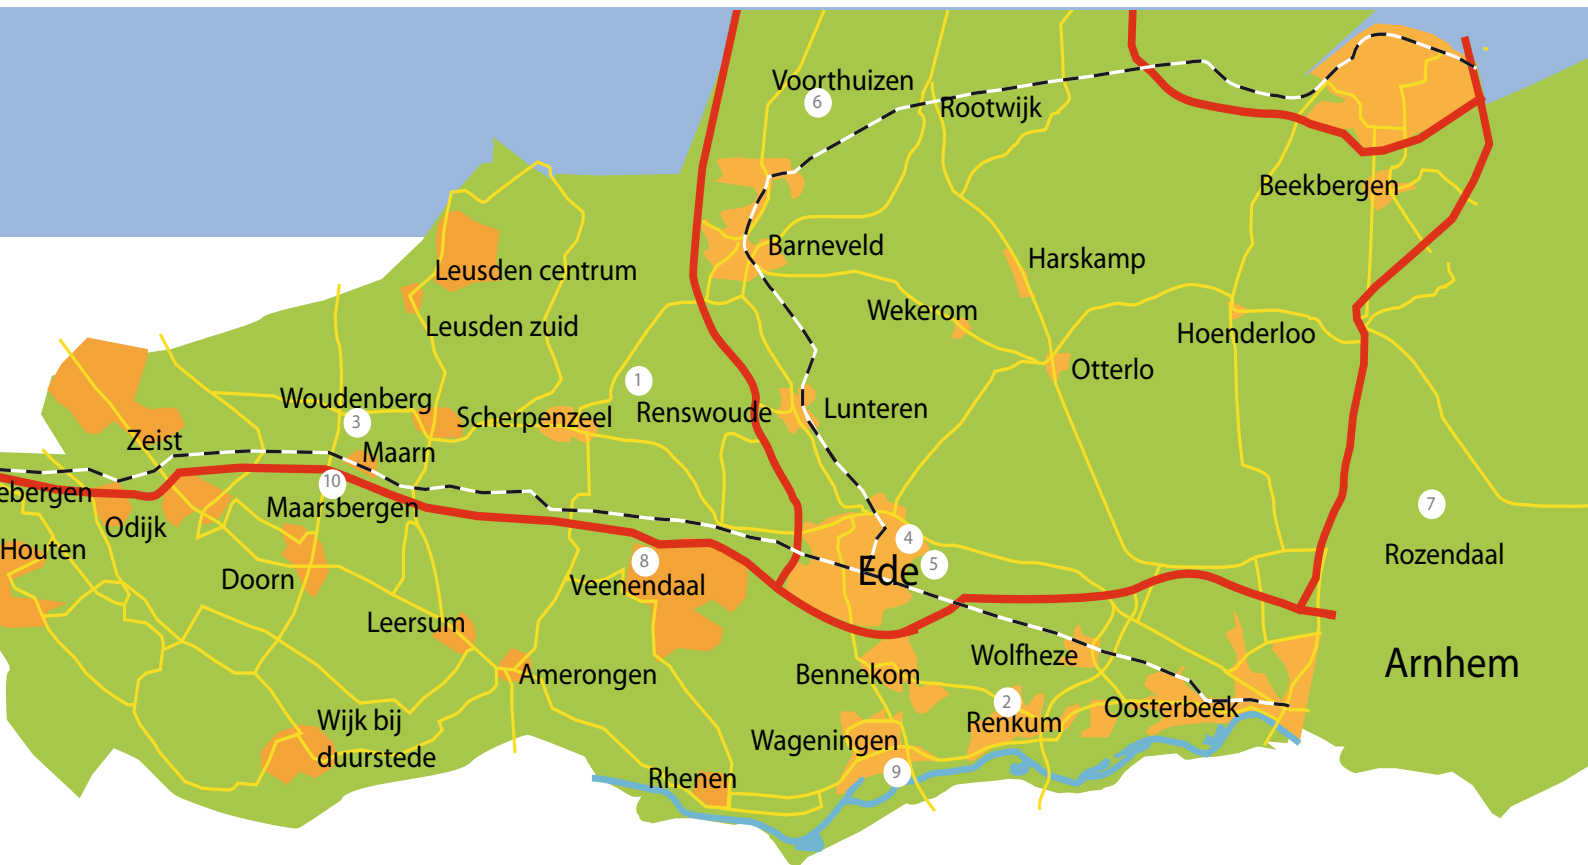 Voorthuizen
6
Rootwijk
Beekbergen
Barneveld
Harskamp
Leusden centrum
Wekerom
Leusden zuid
Hoenderloo
Otterlo
1
Woudenberg
Scherpenzeel
Renswoude
Lunteren
3
Zeist
Maarn
10
ebergen
Maarsbergen
7
Odijk
4
Houten
Rozendaal
8
5
Ede
Doorn
Veenendaal
Leersum
Wolfheze
Arnhem
Amerongen
Bennekom
2
Oosterbeek
Wijk bij
duurstede
Renkum
Wageningen
9
Rhenen